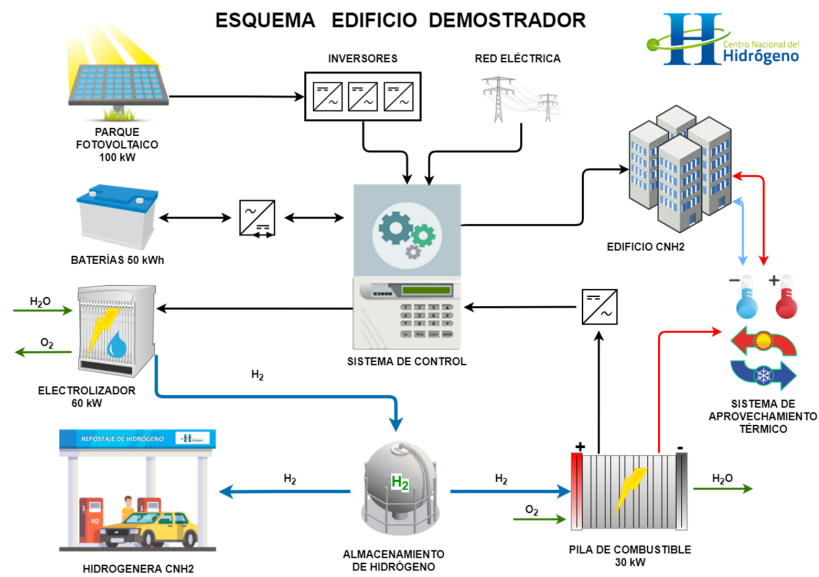 ESQUEMA EDIFICIO DEMOSTRADOR
H
Centro Nacional del
Hidrógeno
INVERSORES
RED ELÉCTRICA
PARQUE
FOTOVOLTAICO
100 kW
BATERÍAS 50 kWh
EDIFICIO CNH2
H₂O
O₂
ELECTROLIZADOR
60 kW
SISTEMA DE CONTROL
- +
SISTEMA DE
APROVECHAMIENTO
TÉRMICO
H₂
REPOSTAJE DE HIDRÓGENO
H2
HIDROGENERA CNH2
H₂
H₂
H₂
ALMACENAMIENTO
DE HIDRÓGENO
+ -
O₂
H₂O
PILA DE COMBUSTIBLE
30 kW